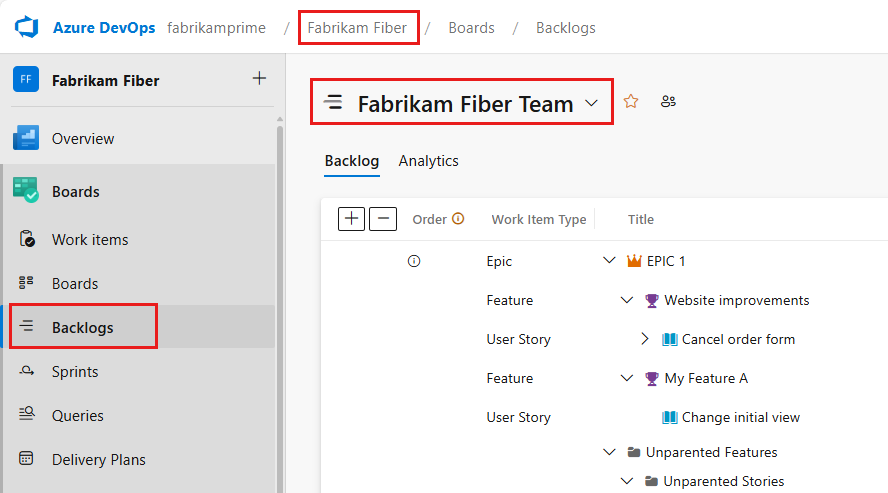 Azure DevOps fabrikamprime / Fabrikam Fiber / Boards / Backlogs
FF Fabrikam Fiber
Overview
Boards
Work items
Boards
Backlogs
Sprints
Queries
Delivery Plans
Fabrikam Fiber Team
Backlog Analytics
Order Work Item Type Title
Epic EPIC 1
Feature Website improvements
User Story Cancel order form
Feature My Feature A
User Story Change initial view
Unparented Features
Unparented Stories